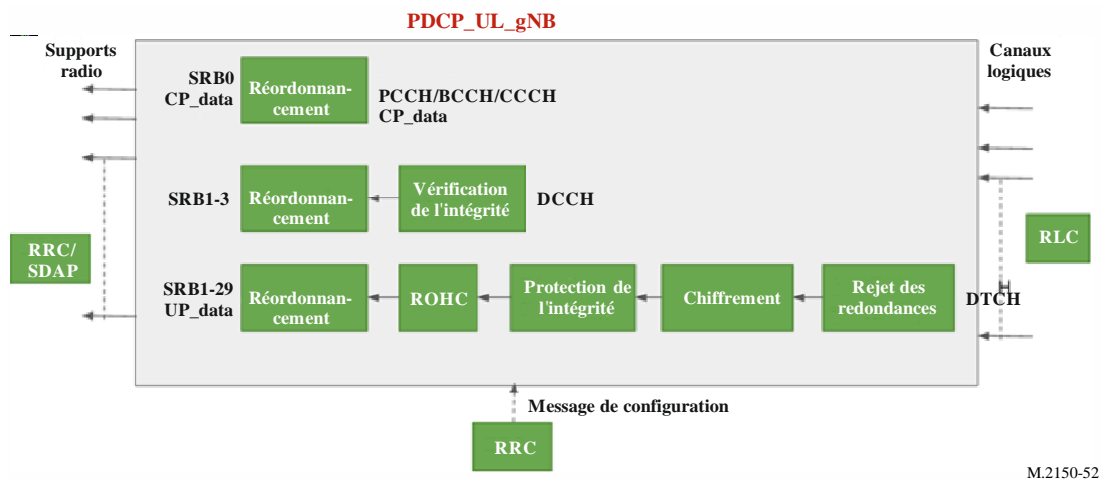 PDCP_UL_gNB
Supports
radio
Canaux
logiques
SRB0
CP_data
Réordonnan-
cement
PCCH/BCCH/CCCH
CP_data
SRB1-3
Réordonnan-
cement
Vérification
de l'intégrité
DCCH
RRC/
SDAP
RLC
SRB1-29
UP_data
Réordonnan-
cement
ROHC
Protection de
l'intégrité
Chiffrement
Rejet des
redondances
DTCH
Message de configuration
RRC
M.2150-52